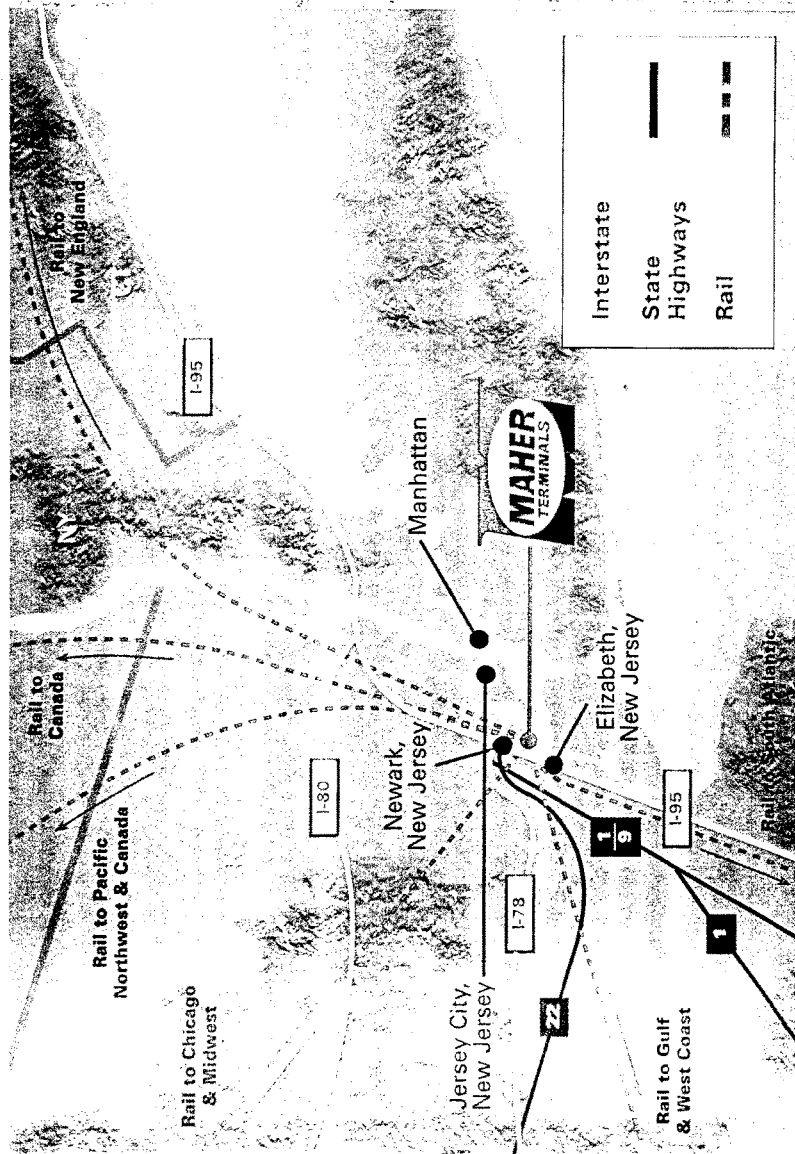 Rail to
Canada
Rail to
New England
NY
Rail to Pacific
Northwest & Canada
Rail to Chicago
& Midwest
I-95
I-80
Newark,
New Jersey
Manhattan
Jersey City,
New Jersey
I-78
MAHER
TERMINALS
22
Elizabeth,
New Jersey
1
9
I-95
1
Rail to Gulf
& West Coast
Rail to South Atlantic
Interstate
State
Highways
Rail